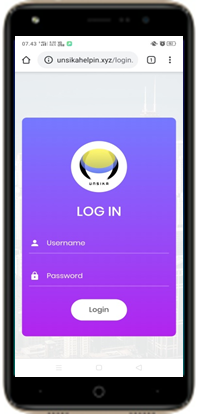 07.43
unsikahelpin.xyz/login.
1
UNSIKA
LOG IN
Username
Password
Login